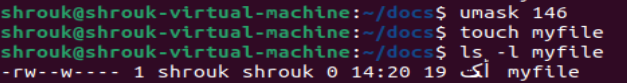 shrouk@shrouk-virtual-machine:~/docs$ umask 146
shrouk@shrouk-virtual-machine:~/docs$ touch myfile
shrouk@shrouk-virtual-machine:~/docs$ ls -l myfile
-rw--w---- 1 shrouk shrouk 0 14:20 19 أكت myfile